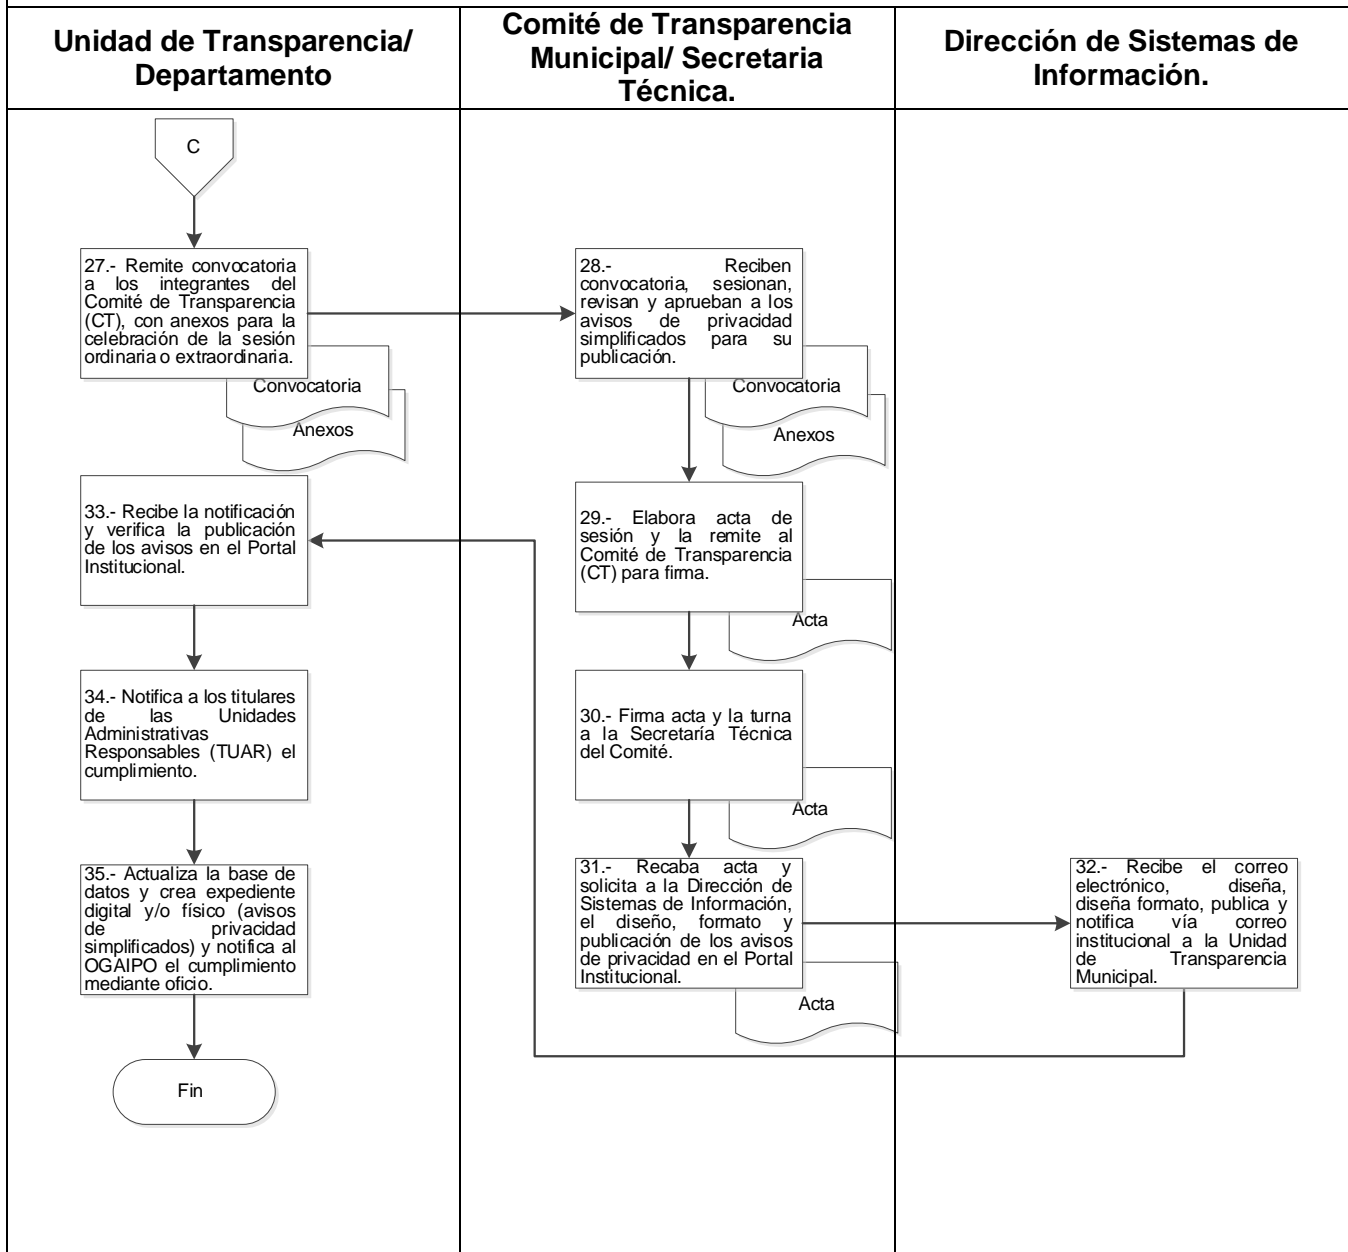 Unidad de Transparencia/
Departamento
Comité de Transparencia
Municipal/ Secretaria
Técnica.
Dirección de Sistemas de
Información.
C
27.- Remite convocatoria
a los integrantes del
Comité de Transparencia
(CT), con anexos para la
celebración de la sesión
ordinaria o extraordinaria.
Convocatoria
Anexos
28.- Reciben
convocatoria, sesionan,
revisan y aprueban a los
avisos de privacidad
simplificados para su
publicación.
Convocatoria
Anexos
29.- Elabora acta de
sesión y la remite al
Comité de Transparencia
(CT) para firma.
Acta
30.- Firma acta y la turna
a la Secretaría Técnica
del Comité.
Acta
31.- Recaba acta y
solicita a la Dirección de
Sistemas de Información,
el diseño, formato y
publicación de los avisos
de privacidad en el Portal
Institucional.
Acta
32.- Recibe el correo
electrónico, diseña,
diseña formato, publica y
notifica vía correo
institucional a la Unidad
de Transparencia
Municipal.
33.- Recibe la notificación
y verifica la publicación
de los avisos en el Portal
Institucional.
34.- Notifica a los titulares
de las Unidades
Administrativas
Responsables (TUAR) el
cumplimiento.
35.- Actualiza la base de
datos y crea expediente
digital y/o físico (avisos
de privacidad
simplificados) y notifica al
OGAIPO el cumplimiento
mediante oficio.
Fin